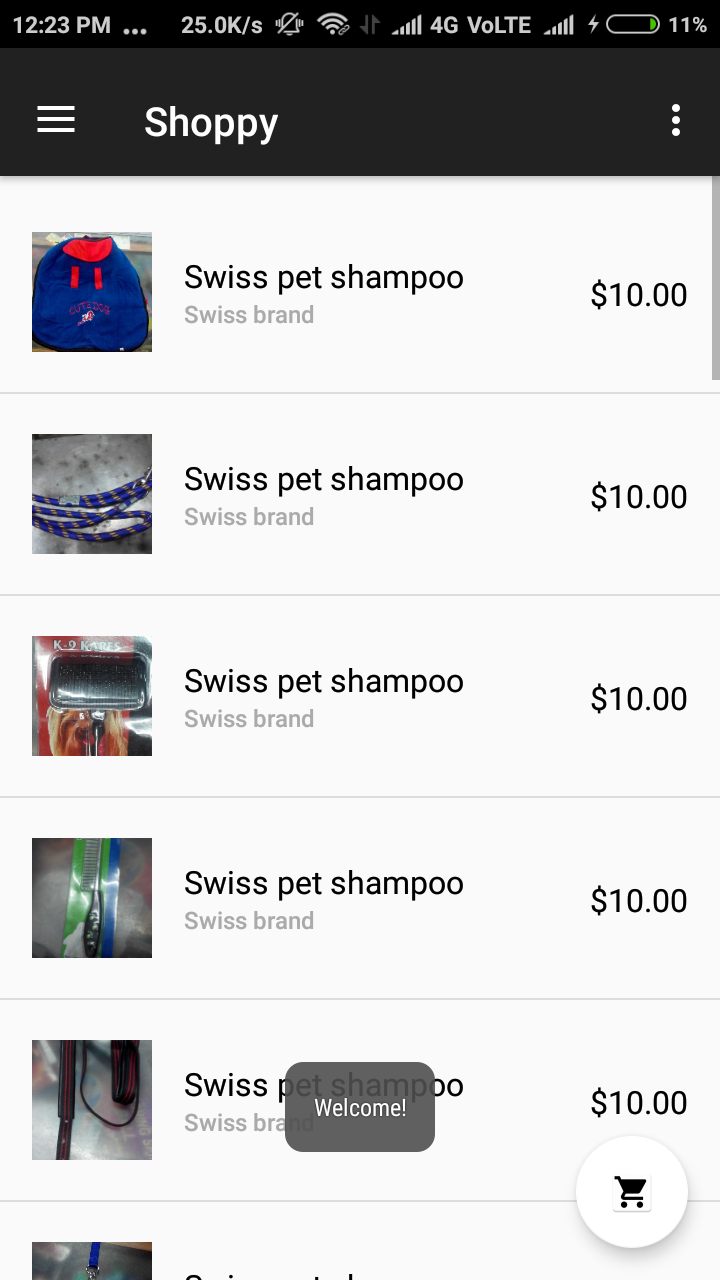 12:23 PM ... 25.0K/s 4G VoLTE 11%
Shoppy
Swiss pet shampoo
Swiss brand
$10.00
CUTE DOG
Swiss pet shampoo
Swiss brand
$10.00
K-9 KARES
Swiss pet shampoo
Swiss brand
$10.00
Swiss pet shampoo
Swiss brand
$10.00
Swiss pet shampoo
Swiss brand
$10.00
Welcome!